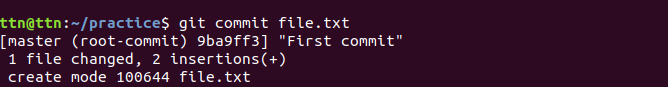 ttn@ttn:~/practice$ git commit file.txt
[master (root-commit) 9ba9ff3] "First commit"
 1 file changed, 2 insertions(+)
 create mode 100644 file.txt